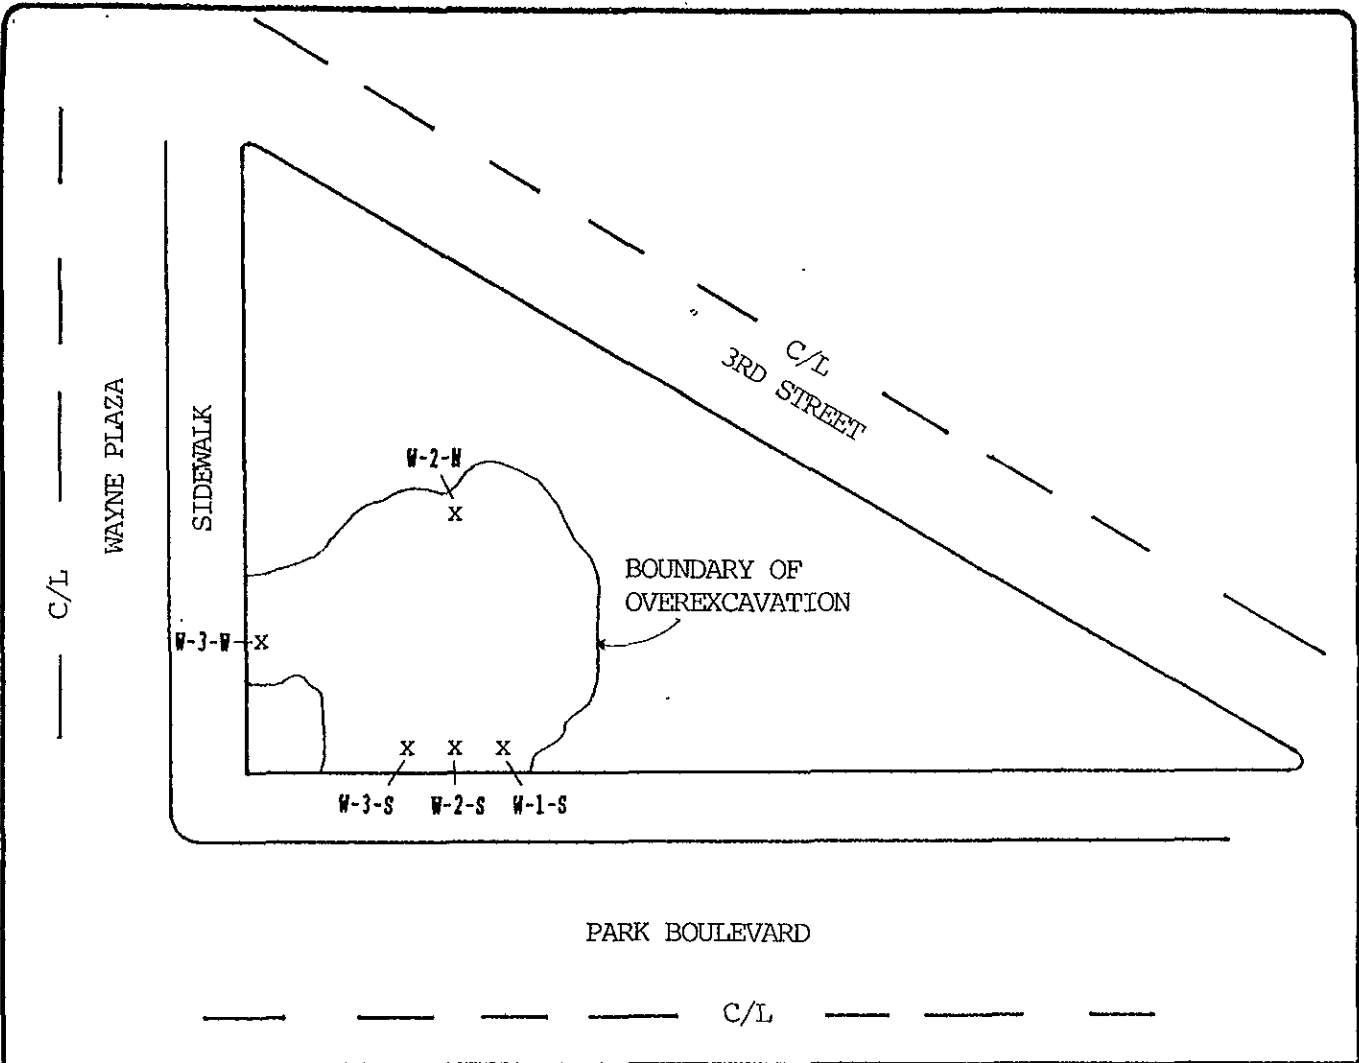 C/L
3RD STREET
WAYNE PLAZA
SIDEWALK
C/L
W-2-N
BOUNDARY OF
OVEREXCAVATION
W-3-W
X
X
X
X
X
W-3-S
W-2-S
W-1-S
PARK BOULEVARD
C/L